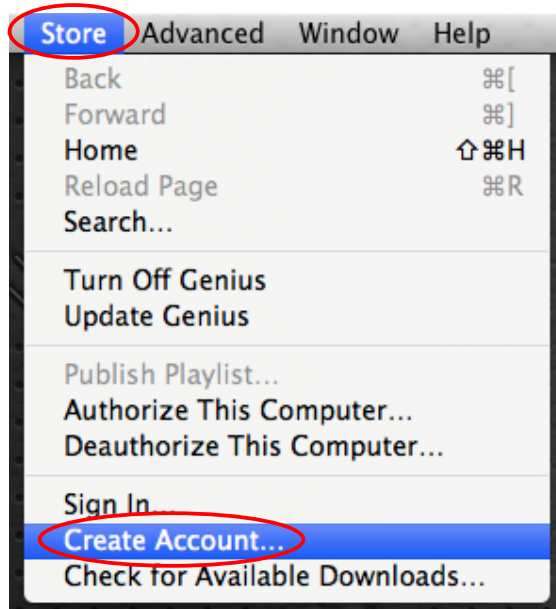 Store Advanced Window Help
Back ⌘[
Forward ⌘]
Home ⇧⌘H
Reload Page ⌘R
Search...
Turn Off Genius
Update Genius
Publish Playlist...
Authorize This Computer...
Deauthorize This Computer...
Sign In...
Create Account...
Check for Available Downloads...